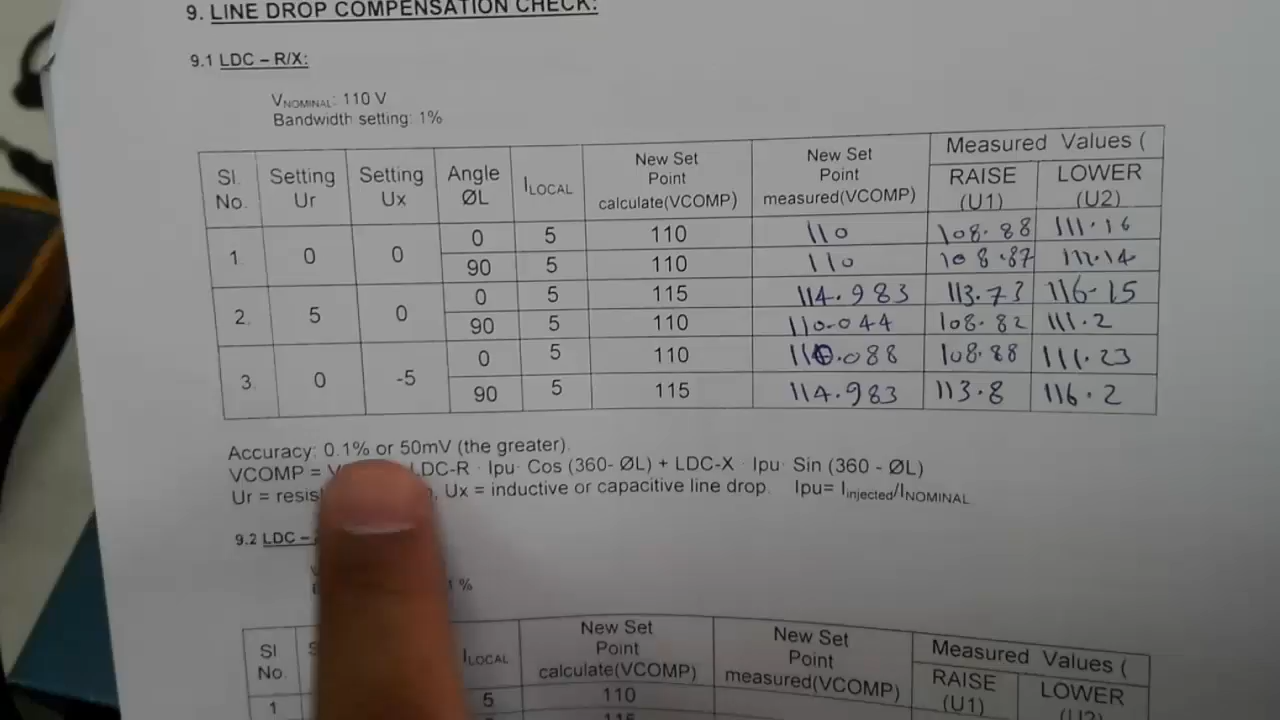 9. LINE DROP COMPENSATION CHECK:
9.1 LDC – R/X:
VNOMINAL: 110 V
Bandwidth setting: 1%
Sl. No. Setting Ur Setting Ux Angle ØL ILOCAL New Set Point calculate(VCOMP) New Set Point measured(VCOMP) Measured Values (
RAISE (U1) LOWER (U2)
1. 0 0 0 5 110 110 108.88 111.16
90 5 110 110 108.87 111.14
2. 5 0 0 5 115 114.983 113.73 116.15
90 5 110 110.044 108.82 111.2
3. 0 -5 0 5 110 110.088 108.88 111.23
90 5 115 114.983 113.8 116.2
Accuracy: 0.1% or 50mV (the greater).
VCOMP = LDC-R · Ipu· Cos (360- ØL) + LDC-X · Ipu· Sin (360 - ØL)
Ur = Ux = inductive or capacitive line drop. Ipu= Iinjected/INOMINAL
9.2 LDC –
%
Sl No. ILOCAL New Set Point calculate(VCOMP) New Set Point measured(VCOMP) Measured Values (
RAISE (U1) LOWER (U2)
1 5 110
115